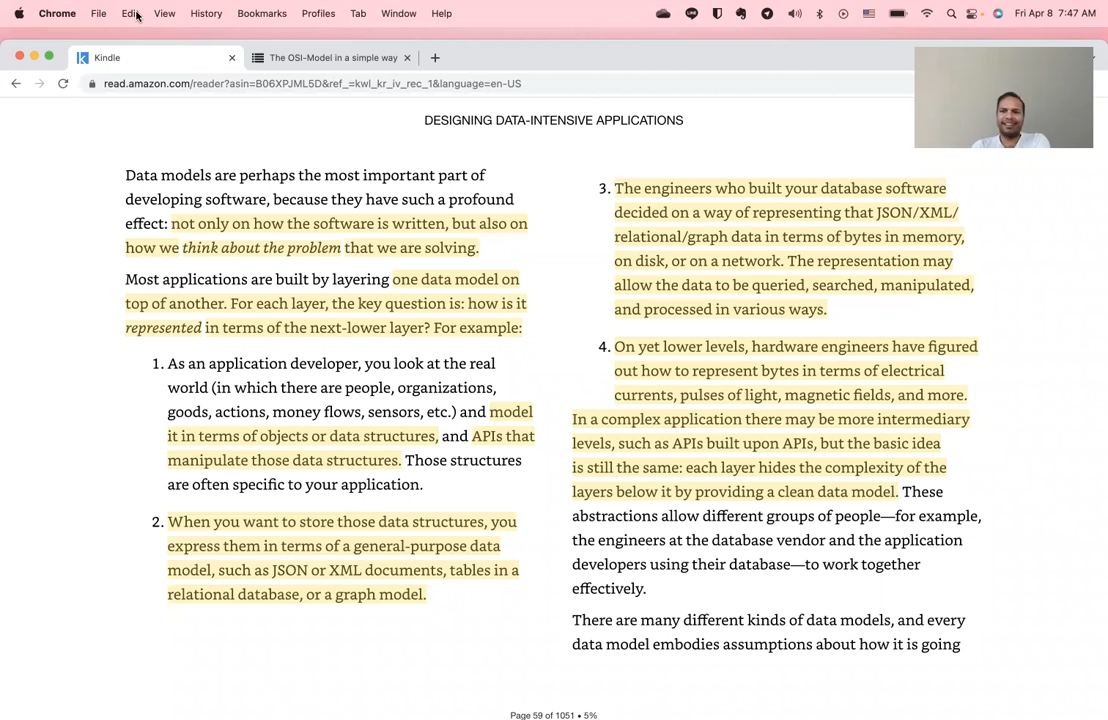 Chrome File Edit View History Bookmarks Profiles Tab Window Help Fri Apr 8 7:47 AM
Kindle The OSI-Model in a simple way
read.amazon.com/reader?asin=B06XPJML5D&ref_=kwl_kr_iv_rec_1&language=en-US
DESIGNING DATA-INTENSIVE APPLICATIONS
Data models are perhaps the most important part of
developing software, because they have such a profound
effect: not only on how the software is written, but also on
how we think about the problem that we are solving.
Most applications are built by layering one data model on
top of another. For each layer, the key question is: how is it
represented in terms of the next-lower layer? For example:
1. As an application developer, you look at the real
world (in which there are people, organizations,
goods, actions, money flows, sensors, etc.) and model
it in terms of objects or data structures, and APIs that
manipulate those data structures. Those structures
are often specific to your application.
2. When you want to store those data structures, you
express them in terms of a general-purpose data
model, such as JSON or XML documents, tables in a
relational database, or a graph model.
3. The engineers who built your database software
decided on a way of representing that JSON/XML/
relational/graph data in terms of bytes in memory,
on disk, or on a network. The representation may
allow the data to be queried, searched, manipulated,
and processed in various ways.
4. On yet lower levels, hardware engineers have figured
out how to represent bytes in terms of electrical
currents, pulses of light, magnetic fields, and more.
In a complex application there may be more intermediary
levels, such as APIs built upon APIs, but the basic idea
is still the same: each layer hides the complexity of the
layers below it by providing a clean data model. These
abstractions allow different groups of people—for example,
the engineers at the database vendor and the application
developers using their database—to work together
effectively.
There are many different kinds of data models, and every
data model embodies assumptions about how it is going
Page 59 of 1051 • 5%